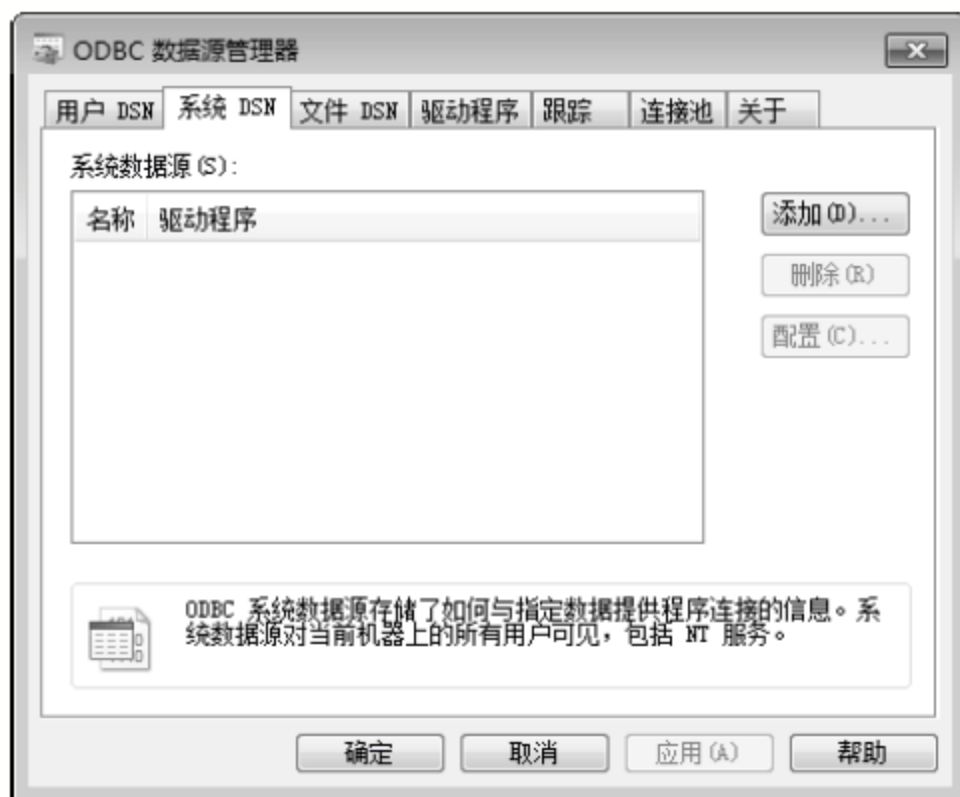 ODBC 数据源管理器
用户 DSN 系统 DSN 文件 DSN 驱动程序 跟踪 连接池 关于
系统数据源(S):
名称 驱动程序
添加(D)...
删除(R)
配置(C)...
ODBC 系统数据源存储了如何与指定数据提供程序连接的信息。系
统数据源对当前机器上的所有用户可见，包括 NT 服务。
确定 取消 应用(A) 帮助